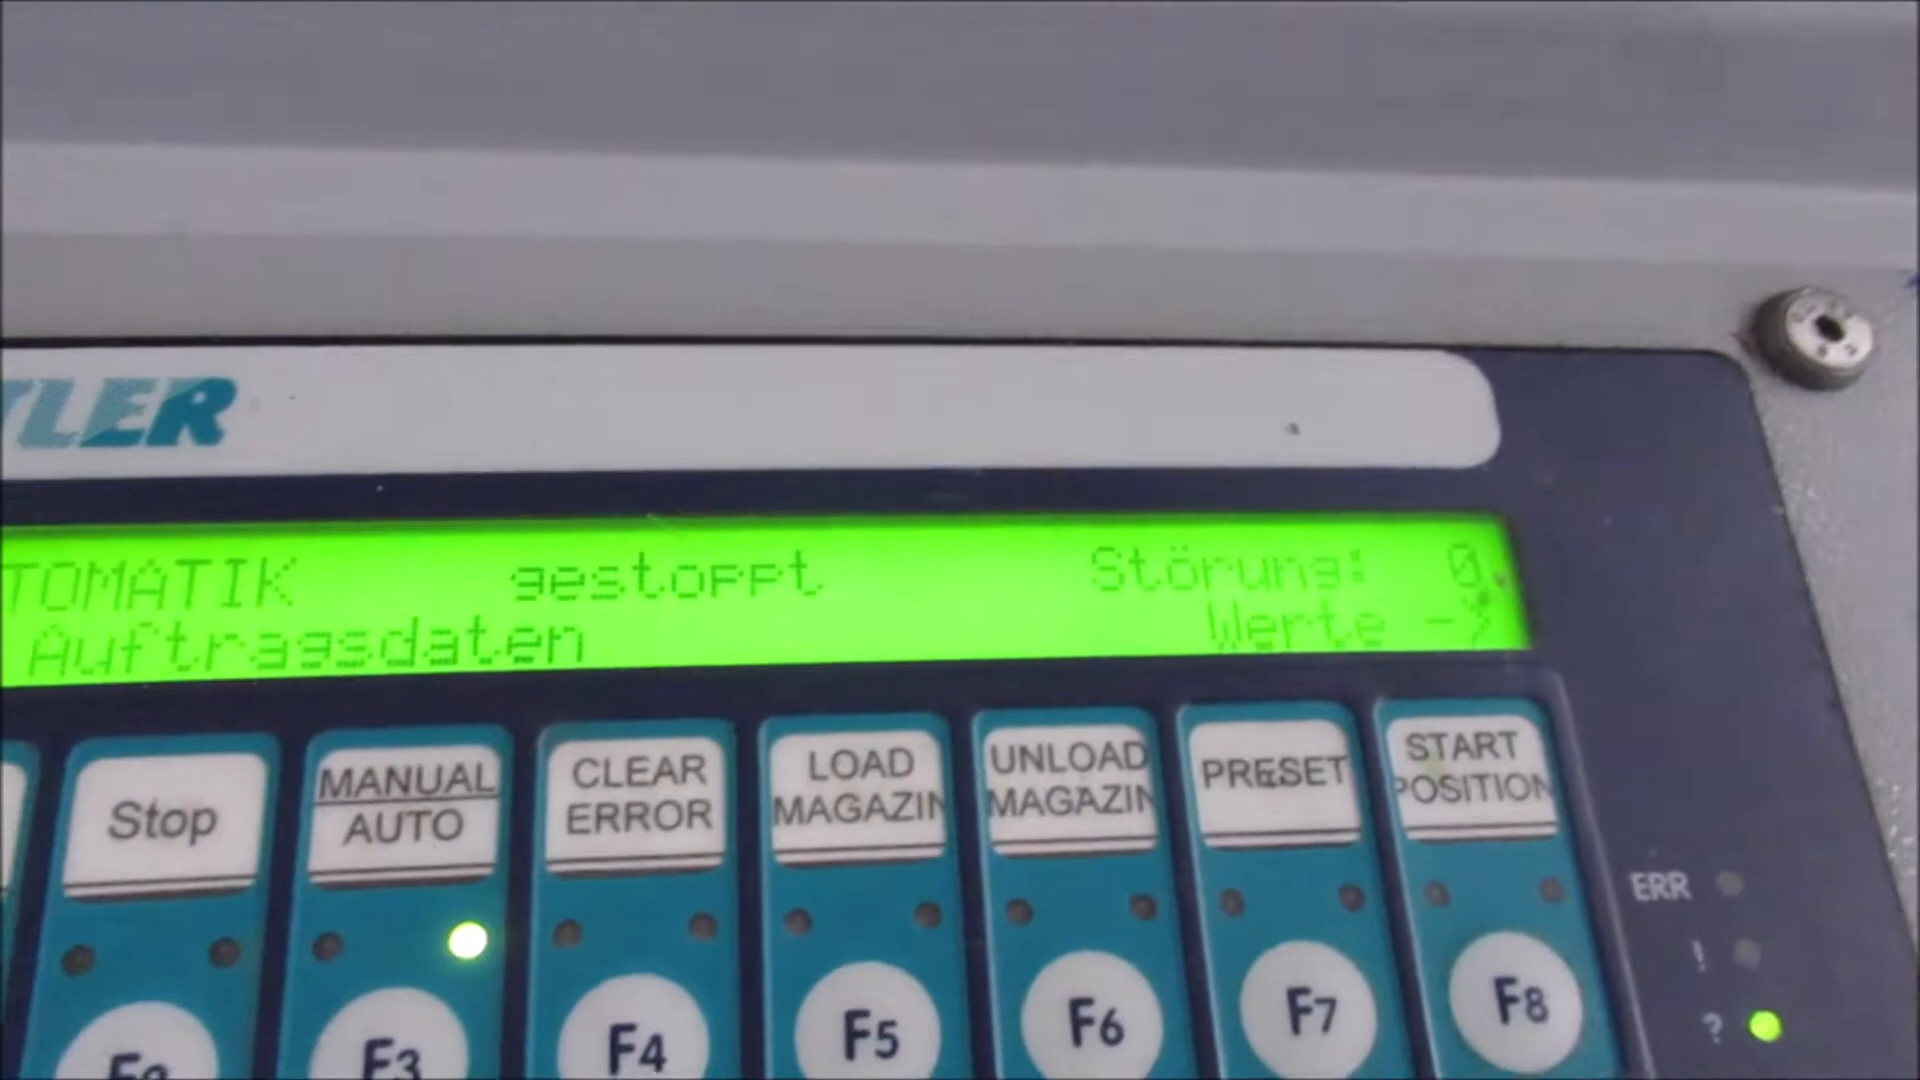 TLER
TOMATIK gestoppt Störung: 0
Auftragsdaten Werte ->
Stop
MANUAL
AUTO
CLEAR
ERROR
LOAD
MAGAZIN
UNLOAD
MAGAZIN
PRESET
START
POSITION
ERR
!
?
F2
F3
F4
F5
F6
F7
F8